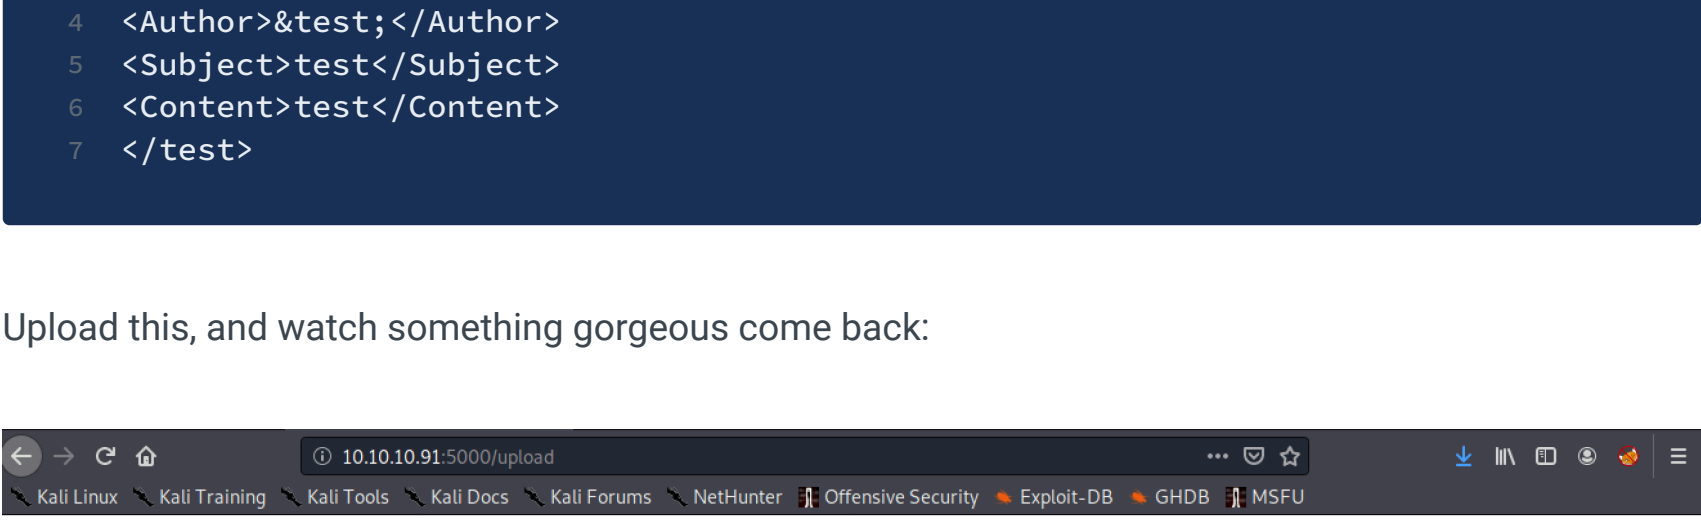 4 <Author>&test;</Author>
5 <Subject>test</Subject>
6 <Content>test</Content>
7 </test>
Upload this, and watch something gorgeous come back:
10.10.10.91:5000/upload
Kali Linux Kali Training Kali Tools Kali Docs Kali Forums NetHunter Offensive Security Exploit-DB GHDB MSFU